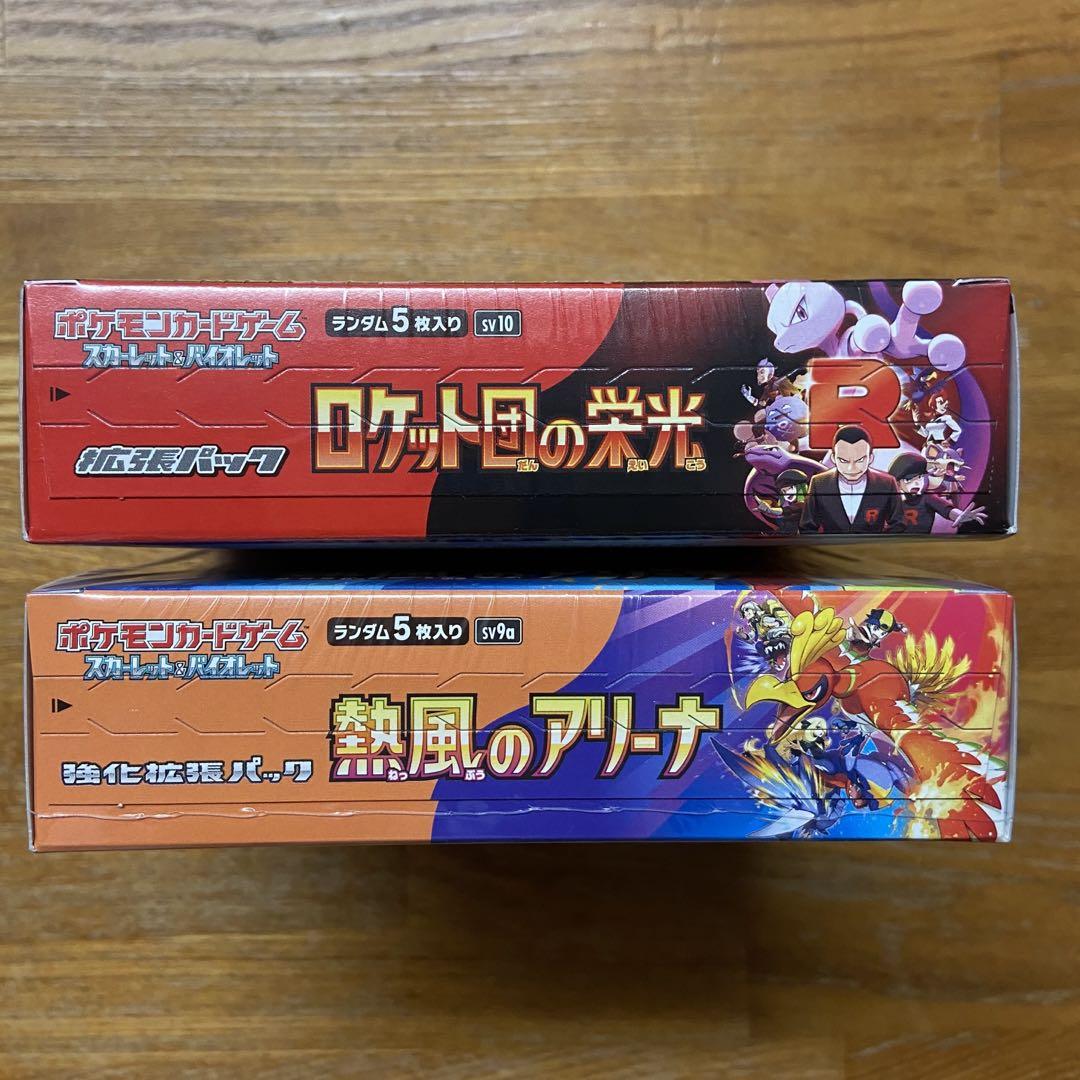 ポケモンカードゲーム
スカーレット&バイオレット
ランダム5枚入り
sv10
拡張パック
ロケット団の栄光
だん えい こう
R
R
R
ポケモンカードゲーム
スカーレット&バイオレット
ランダム5枚入り
sv9a
強化拡張パック
熱風のアリーナ
ねっ ぷう